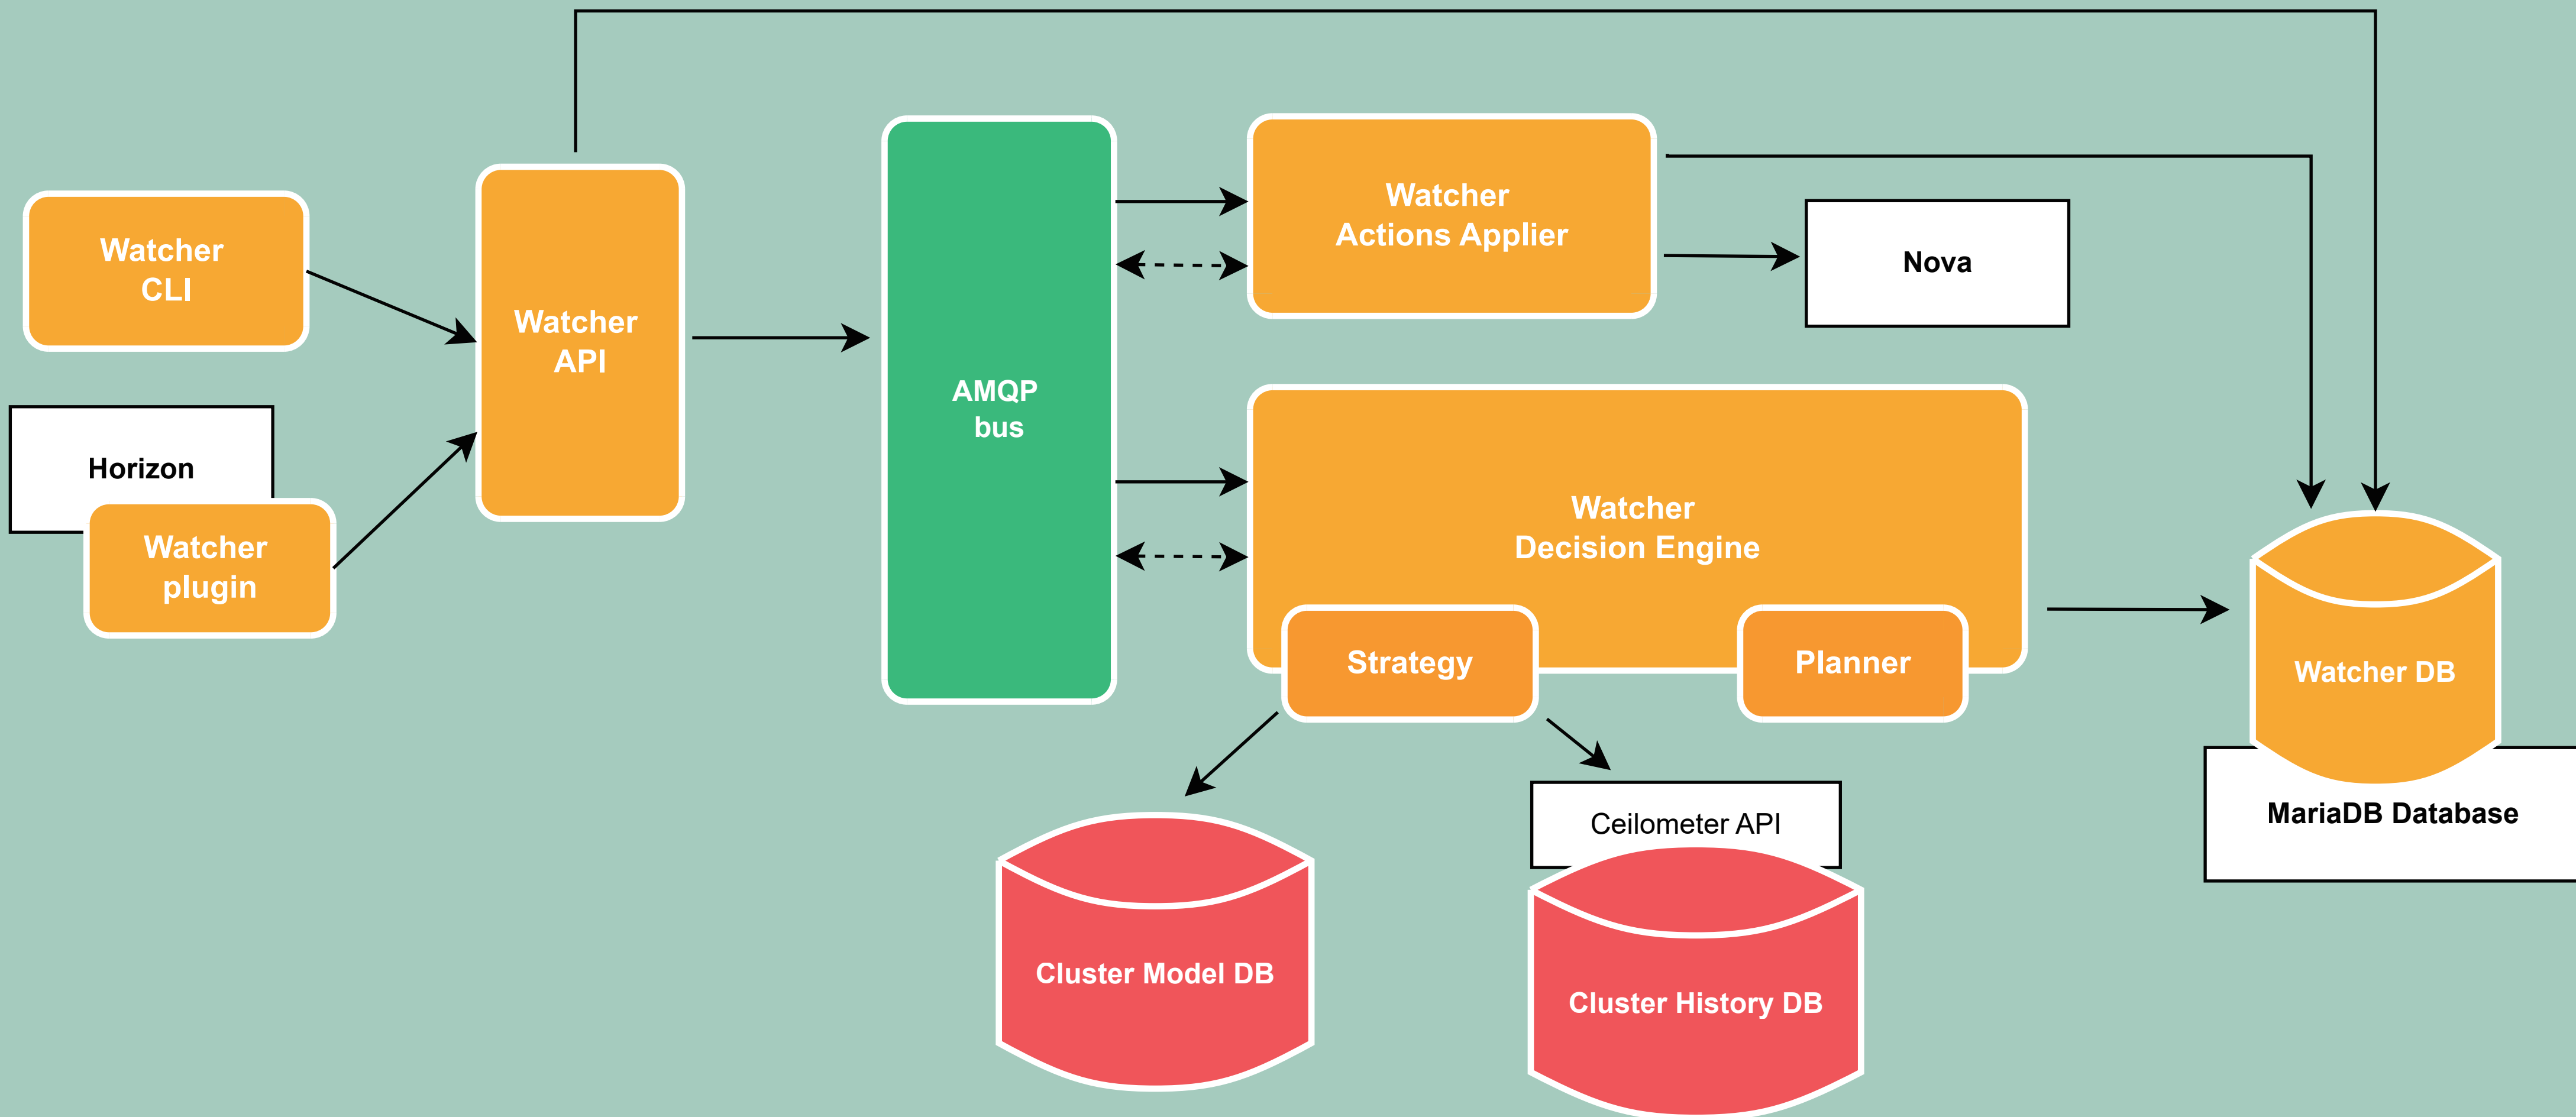 Watcher
CLI
Horizon
Watcher
plugin
Watcher
API
AMQP
bus
Watcher
Actions Applier
Nova
Watcher
Decision Engine
Strategy
Planner
Cluster Model DB
Ceilometer API
Cluster History DB
Watcher DB
MariaDB Database